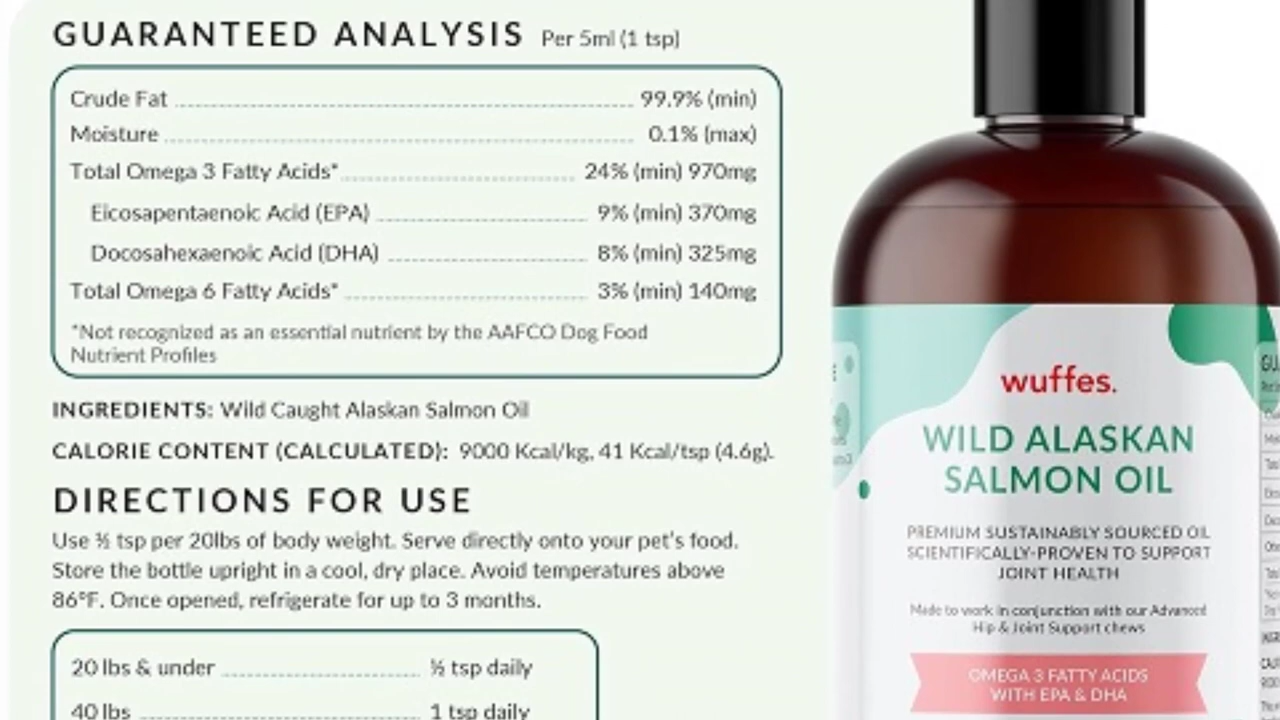 GUARANTEED ANALYSIS Per 5ml (1 tsp)
Crude Fat 99.9% (min)
Moisture 0.1% (max)
Total Omega 3 Fatty Acids* 24% (min) 970mg
Eicosapentaenoic Acid (EPA) 9% (min) 370mg
Docosahexaenoic Acid (DHA) 8% (min) 325mg
Total Omega 6 Fatty Acids* 3% (min) 140mg
*Not recognized as an essential nutrient by the AAFCO Dog Food
Nutrient Profiles
INGREDIENTS: Wild Caught Alaskan Salmon Oil
CALORIE CONTENT (CALCULATED): 9000 Kcal/kg, 41 Kcal/tsp (4.6g).
DIRECTIONS FOR USE
Use ½ tsp per 20lbs of body weight. Serve directly onto your pet's food.
Store the bottle upright in a cool, dry place. Avoid temperatures above
86°F. Once opened, refrigerate for up to 3 months.
20 lbs & under ½ tsp daily
40 lbs 1 tsp daily
wuffes.
WILD ALASKAN
SALMON OIL
PREMIUM SUSTAINABLY SOURCED OIL
SCIENTIFICALLY-PROVEN TO SUPPORT
JOINT HEALTH
Made to work in conjunction with our Advanced
Hip & Joint Support chews
OMEGA 3 FATTY ACIDS
WITH EPA & DHA